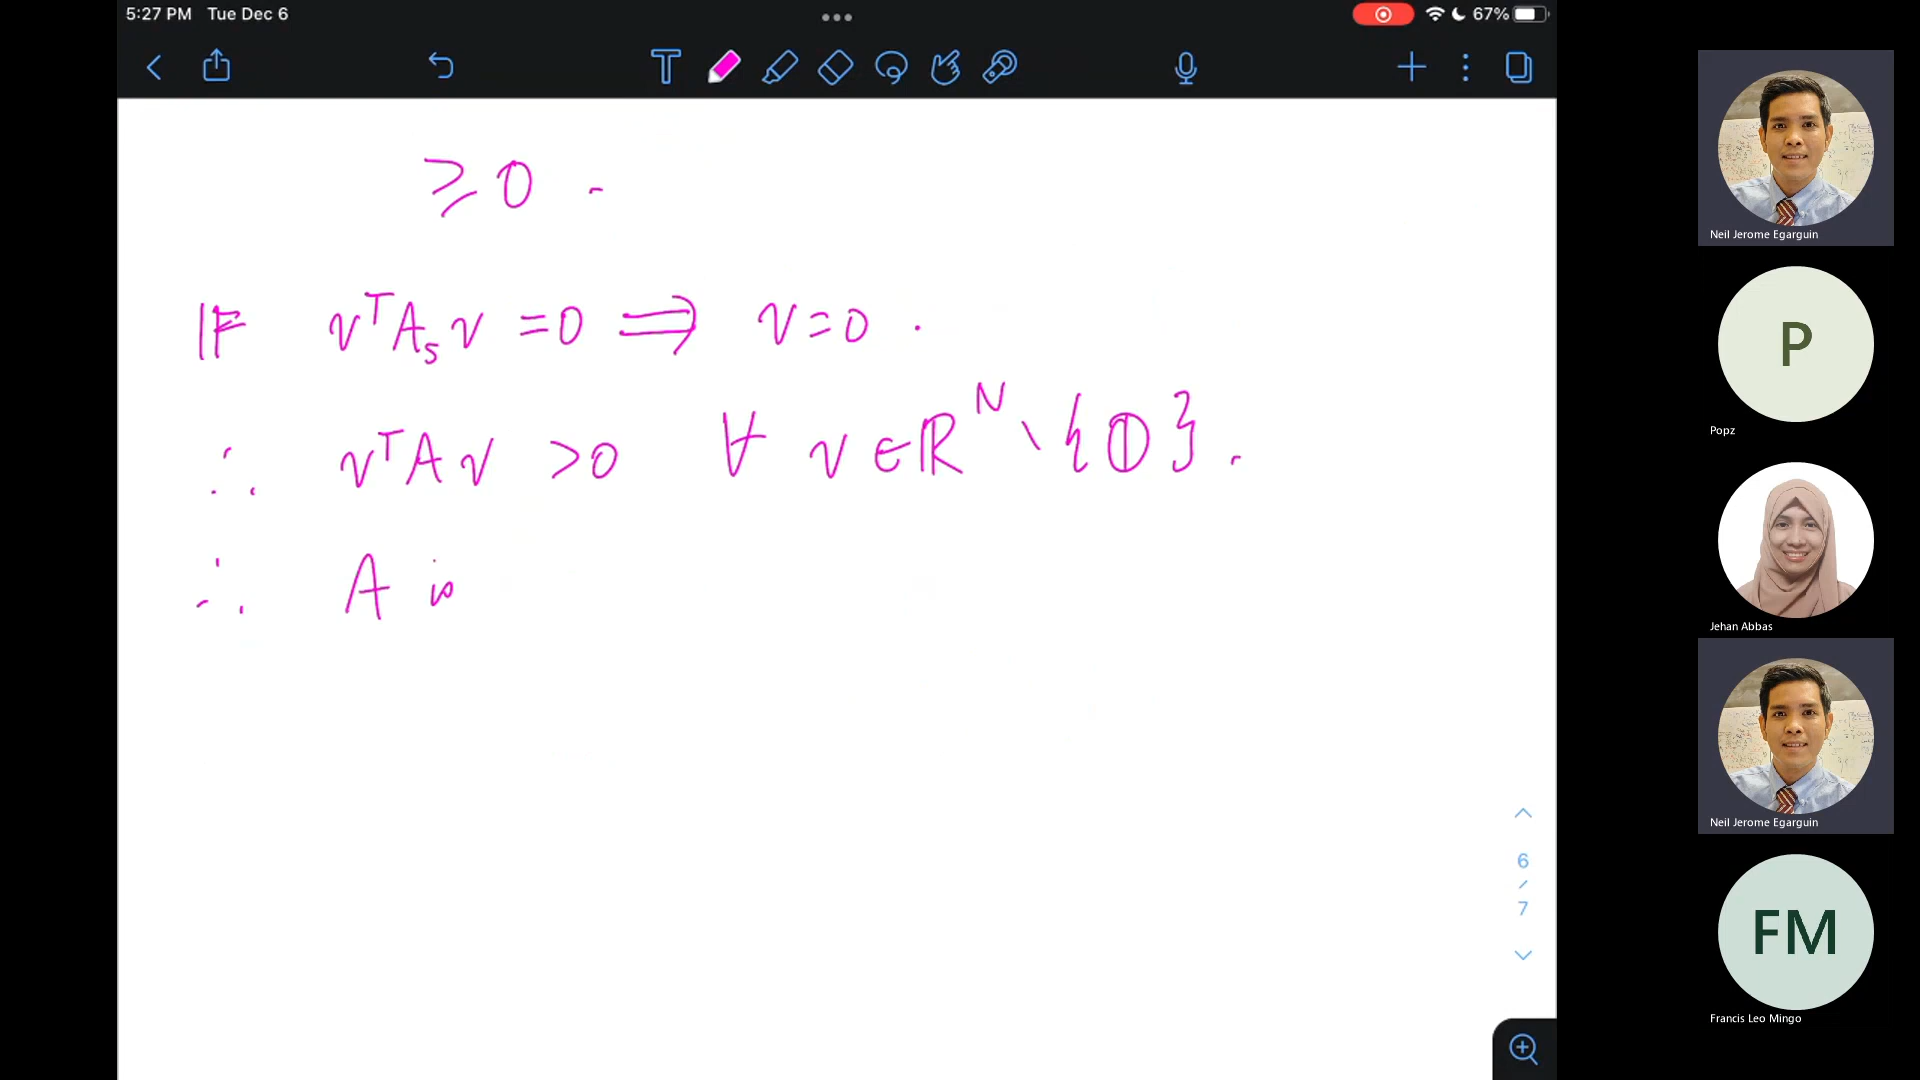 5:27 PM Tue Dec 6
67%
≥ 0 .
IF vᵀAₛv = 0 ⟹ v = 0 .
∴ vᵀAv > 0 ∀ v ∈ ℝᴺ \ {𝟘} .
∴ A is
6
/
7
Neil Jerome Egarguin
P
Popz
Jehan Abbas
Neil Jerome Egarguin
FM
Francis Leo Mingo